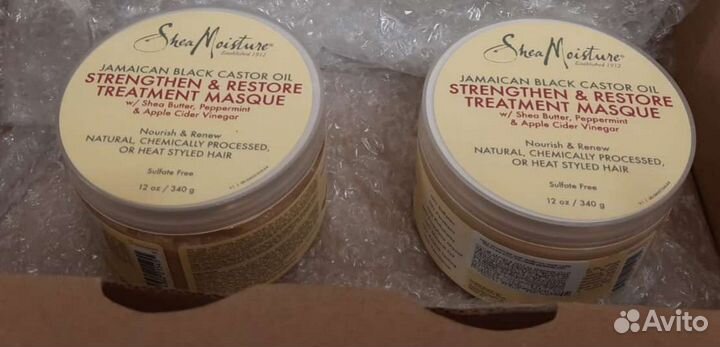 SheaMoisture
Established 1912
JAMAICAN BLACK CASTOR OIL
STRENGTHEN & RESTORE
TREATMENT MASQUE
w/ Shea Butter, Peppermint
& Apple Cider Vinegar
Nourish & Renew
NATURAL, CHEMICALLY PROCESSED,
OR HEAT STYLED HAIR
Sulfate Free
12 oz / 340 g
SheaMoisture
Established 1912
JAMAICAN BLACK CASTOR OIL
STRENGTHEN & RESTORE
TREATMENT MASQUE
w/ Shea Butter, Peppermint
& Apple Cider Vinegar
Nourish & Renew
NATURAL, CHEMICALLY PROCESSED,
OR HEAT STYLED HAIR
Sulfate Free
12 oz / 340 g
Avito